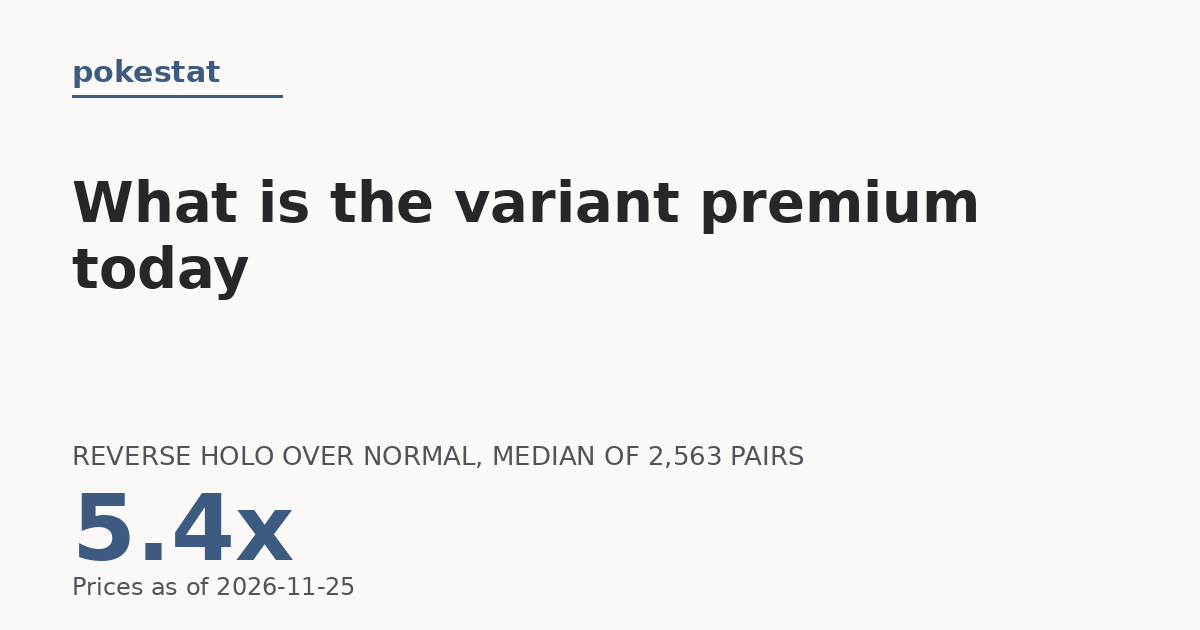 pokestat
What is the variant premium
today
REVERSE HOLO OVER NORMAL, MEDIAN OF 2,563 PAIRS
5.4x
Prices as of 2026-11-25